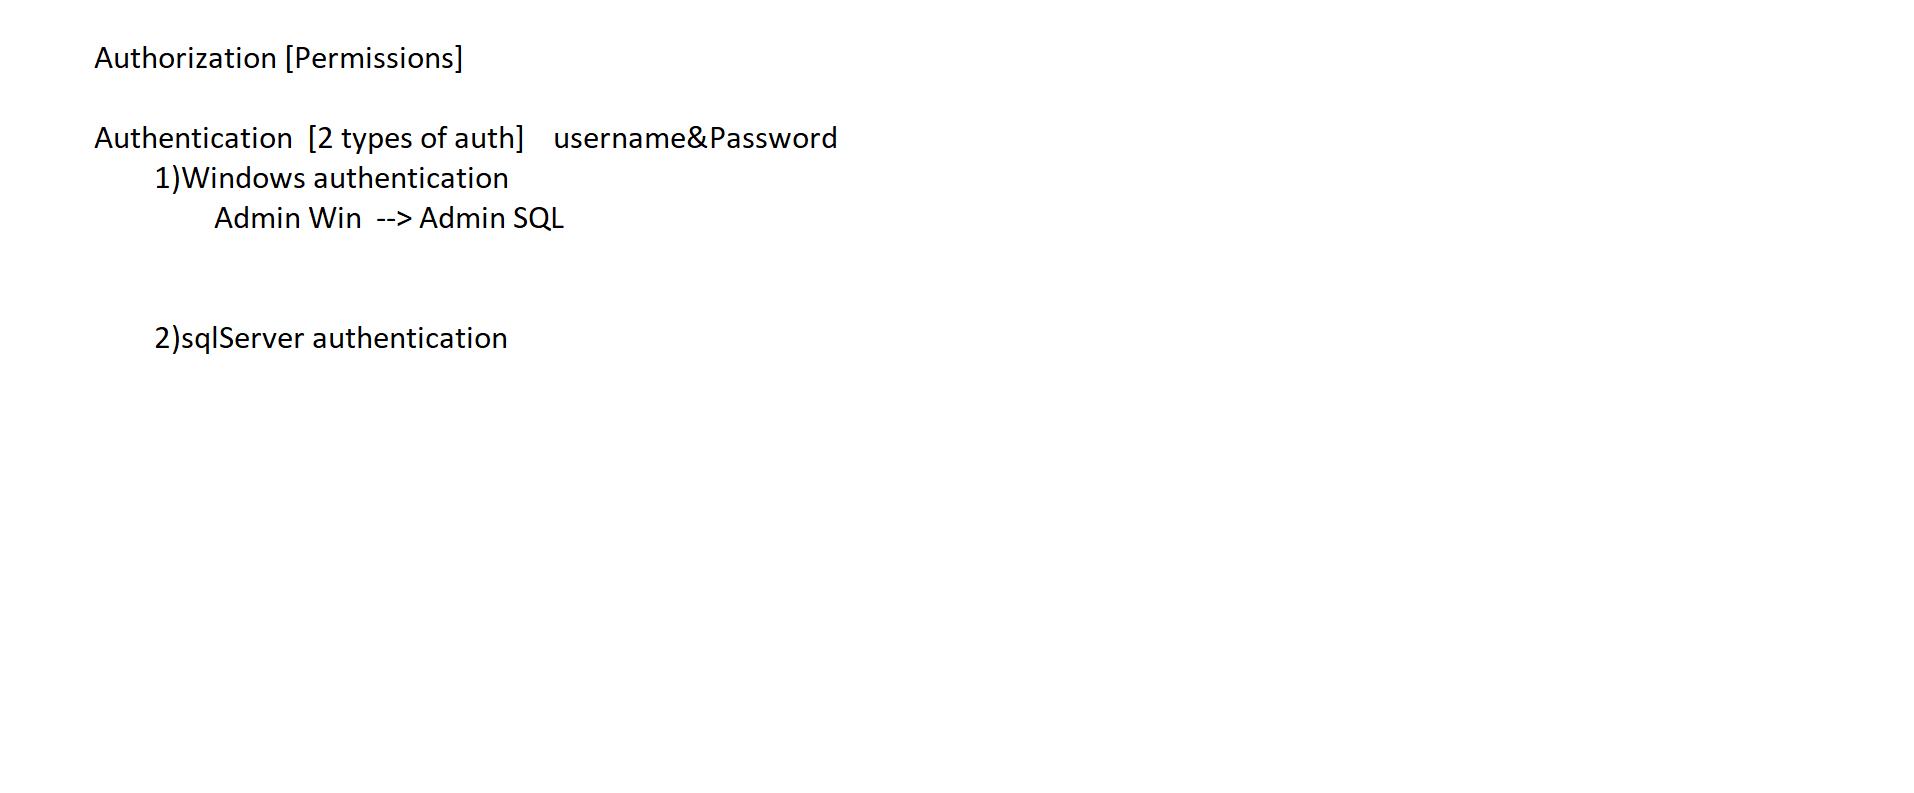 Authorization [Permissions]
Authentication [2 types of auth] username&Password
1)Windows authentication
Admin Win --> Admin SQL
2)sqlServer authentication